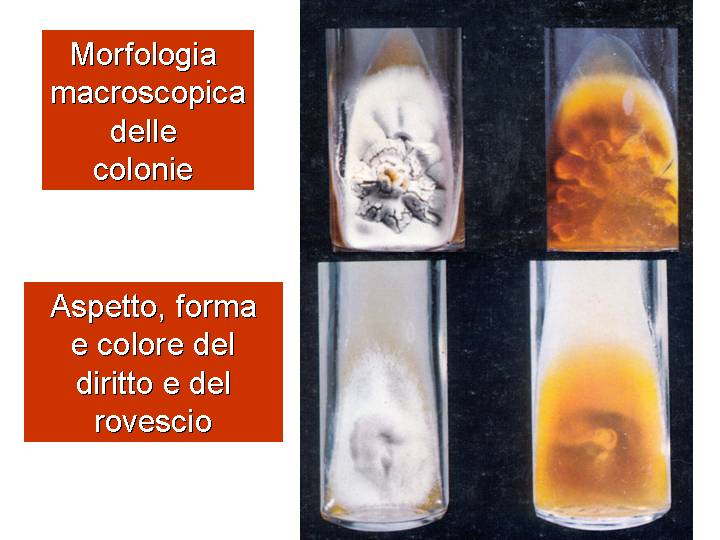 Morfologia
macroscopica
delle
colonie
Aspetto, forma
e colore del
diritto e del
rovescio